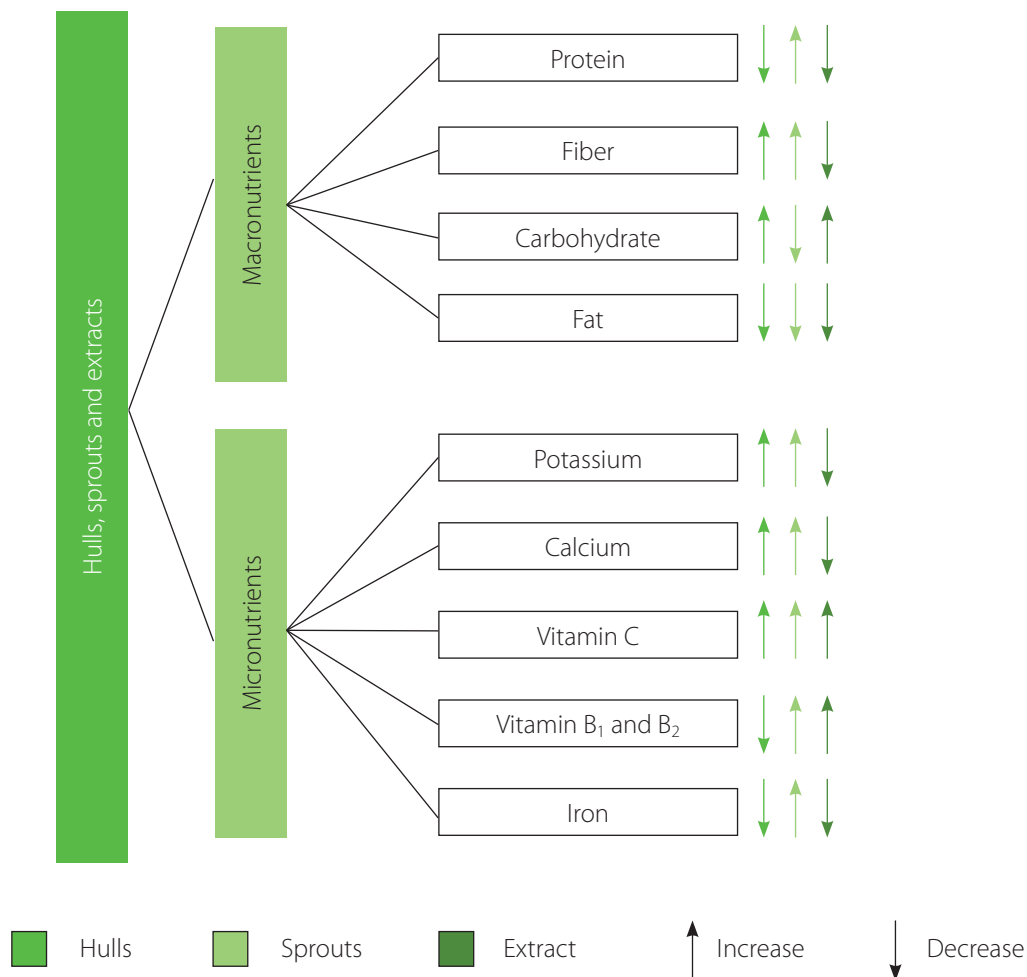 Hulls, sprouts and extracts
Macronutrients
Protein
Fiber
Carbohydrate
Fat
Micronutrients
Potassium
Calcium
Vitamin C
Vitamin B₁ and B₂
Iron
Hulls
Sprouts
Extract
Increase
Decrease